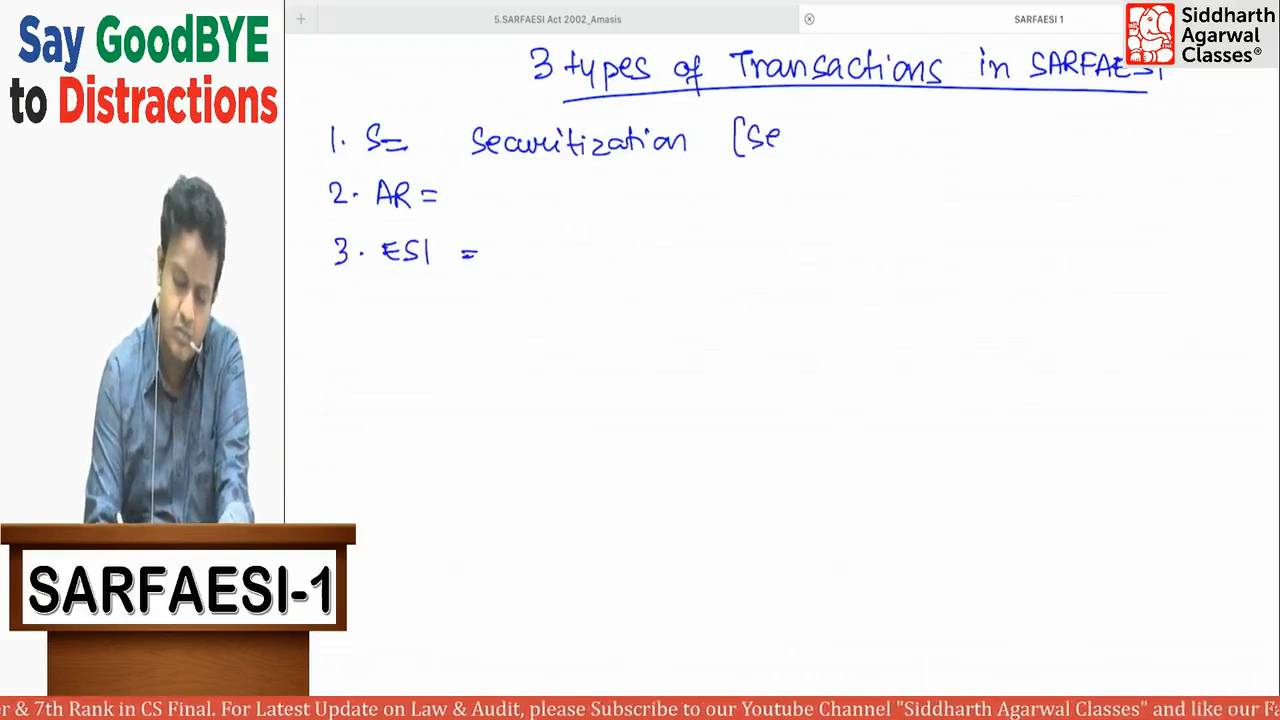 Say GoodBYE
to Distractions
5.SARFAESI Act 2002_Amasis
SARFAESI 1
Siddharth
Agarwal
Classes®
3 types of Transactions in SARFAESI
1. S= Securitization [Se
2. AR =
3. ESI =
SARFAESI-1
er & 7th Rank in CS Final. For Latest Update on Law & Audit, please Subscribe to our Youtube Channel "Siddharth Agarwal Classes" and like our Fa